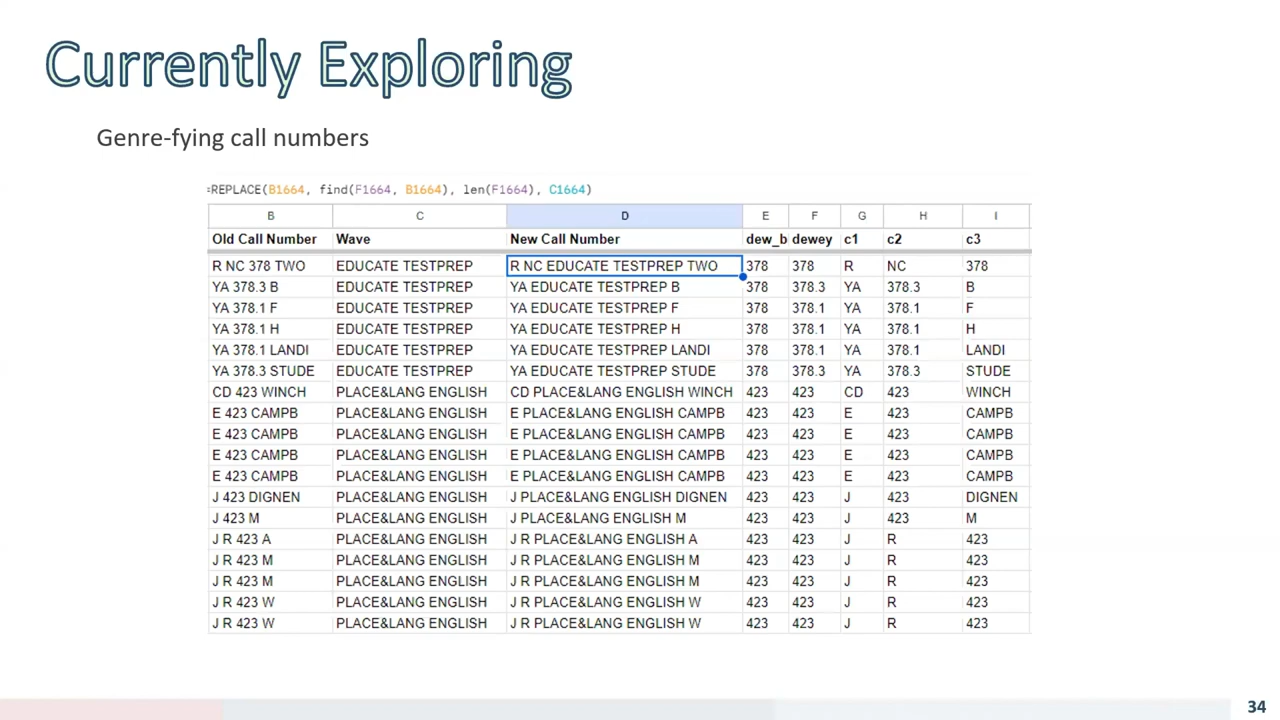 Currently Exploring
Genre-fying call numbers
=REPLACE(B1664, find(F1664, B1664), len(F1664), C1664)
B C D E F G H I
Old Call Number Wave New Call Number dew_b dewey c1 c2 c3
R NC 378 TWO EDUCATE TESTPREP R NC EDUCATE TESTPREP TWO 378 378 R NC 378
YA 378.3 B EDUCATE TESTPREP YA EDUCATE TESTPREP B 378 378.3 YA 378.3 B
YA 378.1 F EDUCATE TESTPREP YA EDUCATE TESTPREP F 378 378.1 YA 378.1 F
YA 378.1 H EDUCATE TESTPREP YA EDUCATE TESTPREP H 378 378.1 YA 378.1 H
YA 378.1 LANDI EDUCATE TESTPREP YA EDUCATE TESTPREP LANDI 378 378.1 YA 378.1 LANDI
YA 378.3 STUDE EDUCATE TESTPREP YA EDUCATE TESTPREP STUDE 378 378.3 YA 378.3 STUDE
CD 423 WINCH PLACE&LANG ENGLISH CD PLACE&LANG ENGLISH WINCH 423 423 CD 423 WINCH
E 423 CAMPB PLACE&LANG ENGLISH E PLACE&LANG ENGLISH CAMPB 423 423 E 423 CAMPB
E 423 CAMPB PLACE&LANG ENGLISH E PLACE&LANG ENGLISH CAMPB 423 423 E 423 CAMPB
E 423 CAMPB PLACE&LANG ENGLISH E PLACE&LANG ENGLISH CAMPB 423 423 E 423 CAMPB
E 423 CAMPB PLACE&LANG ENGLISH E PLACE&LANG ENGLISH CAMPB 423 423 E 423 CAMPB
J 423 DIGNEN PLACE&LANG ENGLISH J PLACE&LANG ENGLISH DIGNEN 423 423 J 423 DIGNEN
J 423 M PLACE&LANG ENGLISH J PLACE&LANG ENGLISH M 423 423 J 423 M
J R 423 A PLACE&LANG ENGLISH J R PLACE&LANG ENGLISH A 423 423 J R 423
J R 423 M PLACE&LANG ENGLISH J R PLACE&LANG ENGLISH M 423 423 J R 423
J R 423 M PLACE&LANG ENGLISH J R PLACE&LANG ENGLISH M 423 423 J R 423
J R 423 W PLACE&LANG ENGLISH J R PLACE&LANG ENGLISH W 423 423 J R 423
J R 423 W PLACE&LANG ENGLISH J R PLACE&LANG ENGLISH W 423 423 J R 423
34